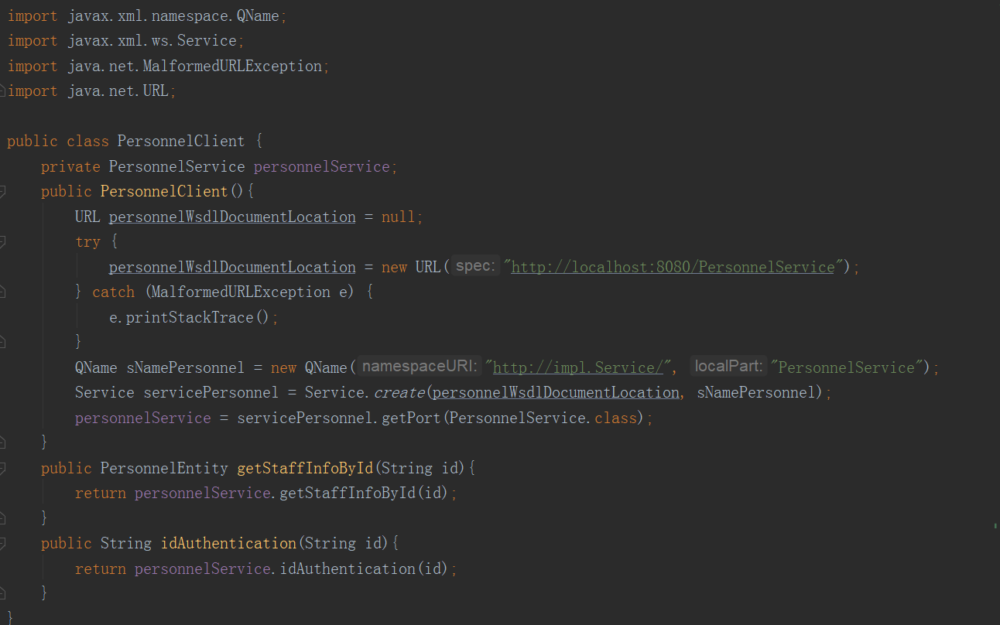 import javax.xml.namespace.QName;
import javax.xml.ws.Service;
import java.net.MalformedURLException;
import java.net.URL;

public class PersonnelClient {
    private PersonnelService personnelService;
    public PersonnelClient(){
        URL personnelWsdlDocumentLocation = null;
        try {
            personnelWsdlDocumentLocation = new URL( spec: "http://localhost:8080/PersonnelService");
        } catch (MalformedURLException e) {
            e.printStackTrace();
        }
        QName sNamePersonnel = new QName( namespaceURI: "http://impl.Service/", localPart: "PersonnelService");
        Service servicePersonnel = Service.create(personnelWsdlDocumentLocation, sNamePersonnel);
        personnelService = servicePersonnel.getPort(PersonnelService.class);
    }
    public PersonnelEntity getStaffInfoById(String id){
        return personnelService.getStaffInfoById(id);
    }
    public String idAuthentication(String id){
        return personnelService.idAuthentication(id);
    }
}